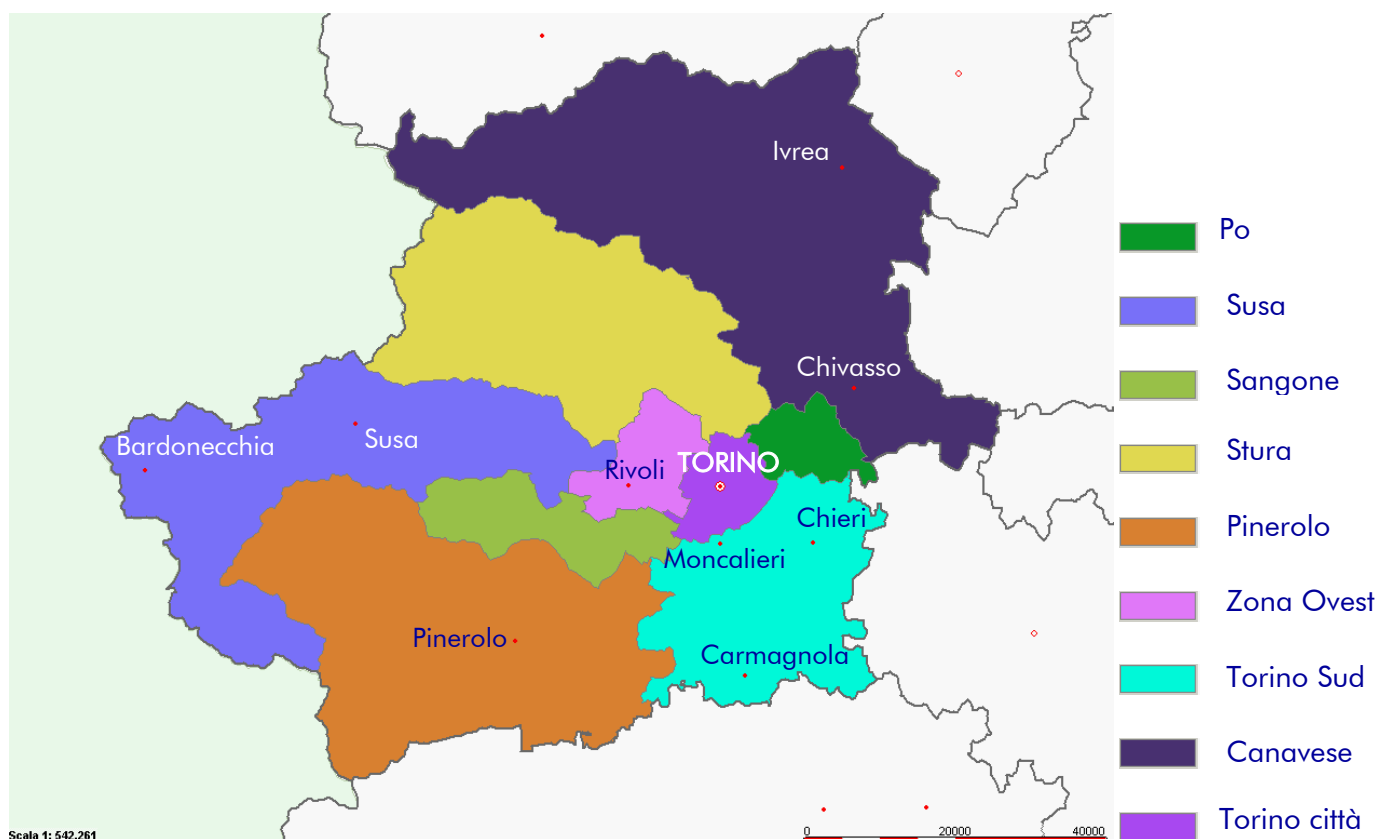 Ivrea
Chivasso
Bardonecchia
Susa
Rivoli
TORINO
Chieri
Moncalieri
Pinerolo
Carmagnola
Po
Susa
Sangone
Stura
Pinerolo
Zona Ovest
Torino Sud
Canavese
Torino città
Scala 1: 542.261
0 20000 40000